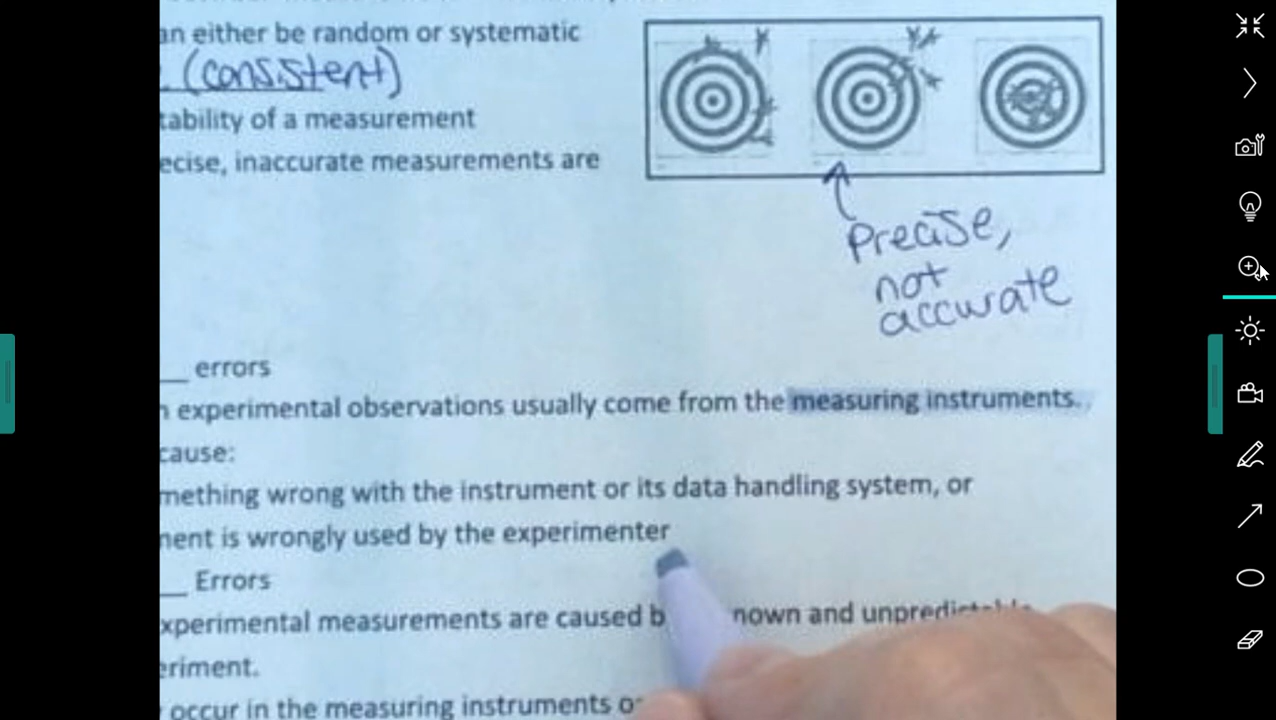 an either be random or systematic
(consistent)
tability of a measurement
ecise, inaccurate measurements are
Precise,
not
accurate
errors
experimental observations usually come from the measuring instruments.
cause:
mething wrong with the instrument or its data handling system, or
ment is wrongly used by the experimenter
Errors
xperimental measurements are caused b nown and unpredictable
eriment.
occur in the measuring instruments o